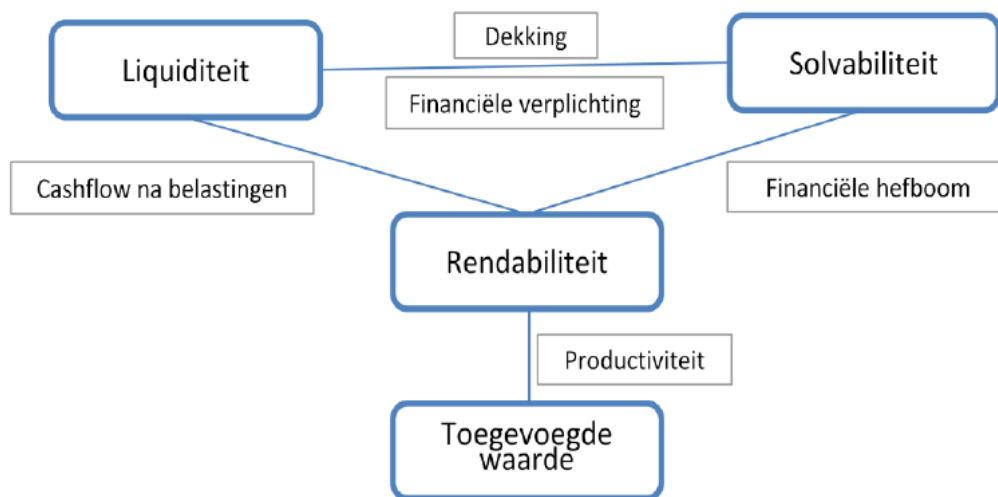 Dekking
Liquiditeit
Solvabiliteit
Financiële verplichting
Cashflow na belastingen
Financiële hefboom
Rendabiliteit
Productiviteit
Toegevoegde
waarde